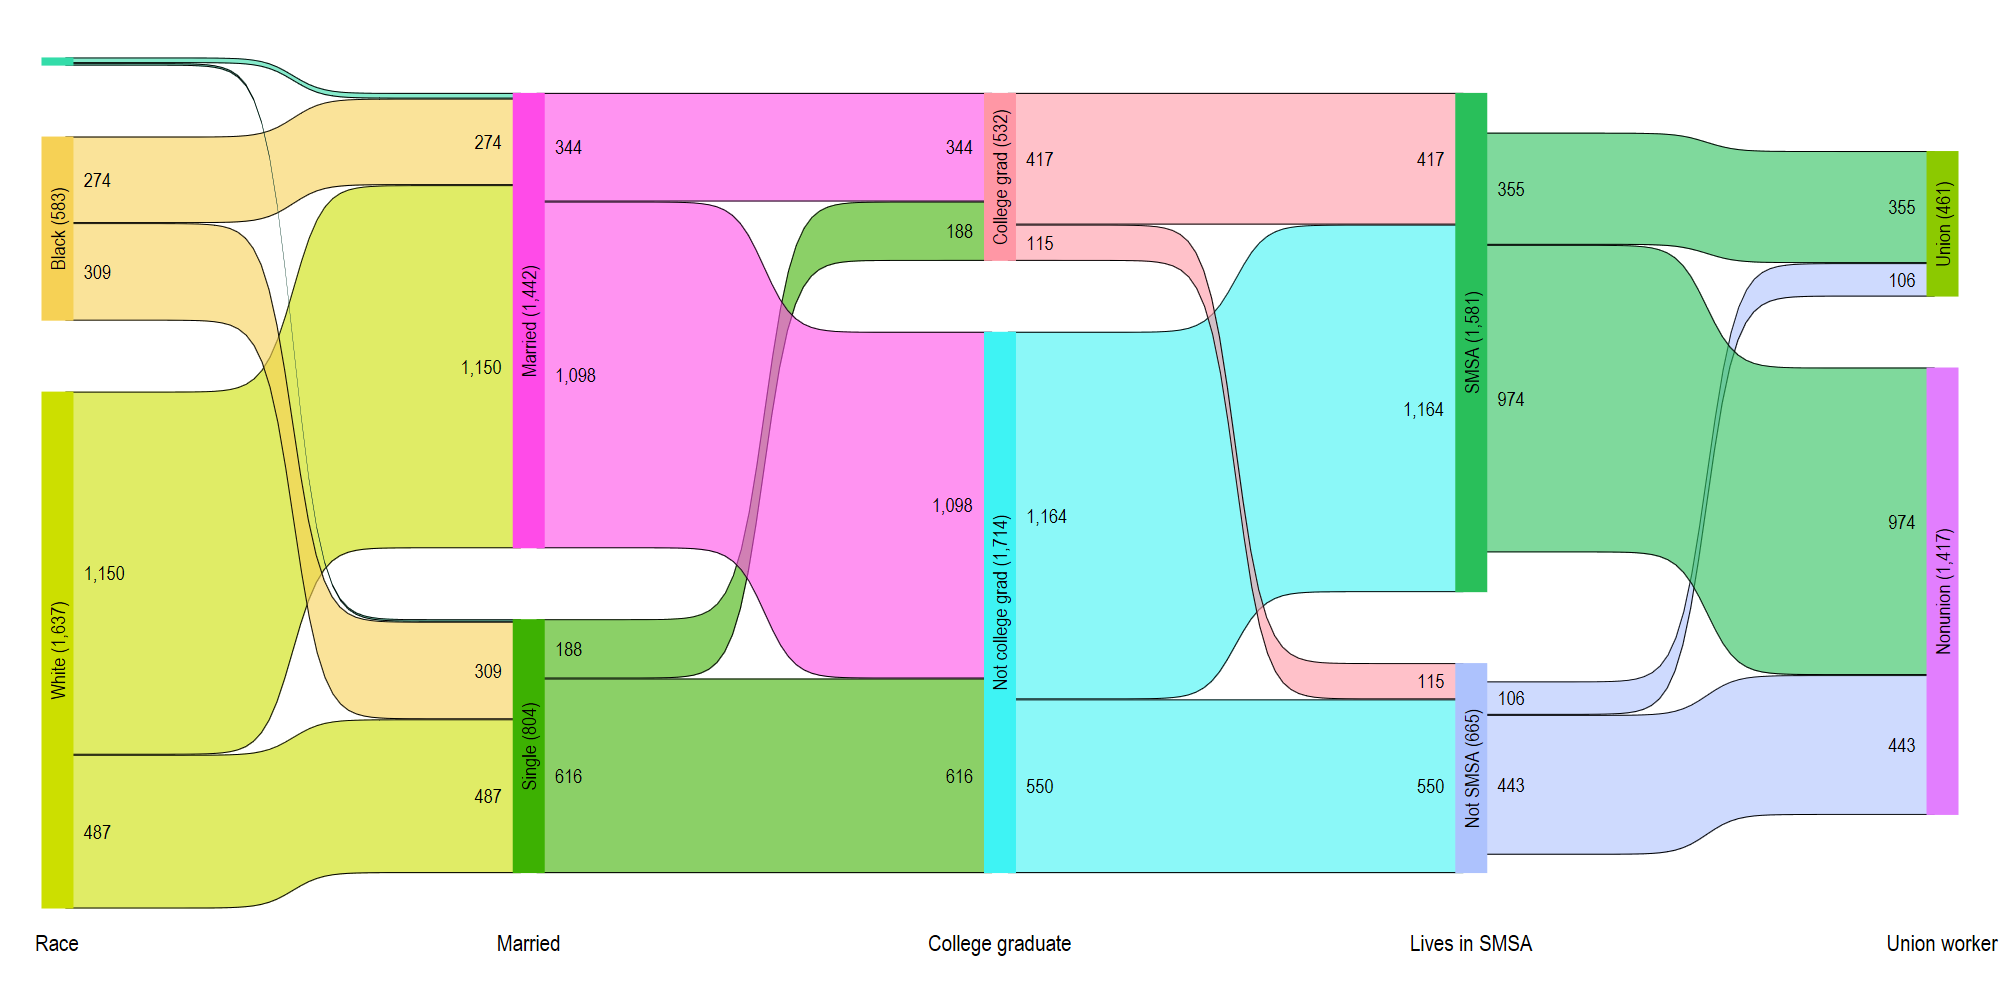 Black (583)
274
309
White (1,637)
1,150
487
274
1,150
309
487
Married (1,442)
344
1,098
Single (804)
188
616
344
188
1,098
616
College grad (532)
417
115
Not college grad (1,714)
1,164
550
417
1,164
115
550
SMSA (1,581)
355
974
Not SMSA (665)
106
443
355
106
974
443
Union (461)
Nonunion (1,417)
Race
Married
College graduate
Lives in SMSA
Union worker